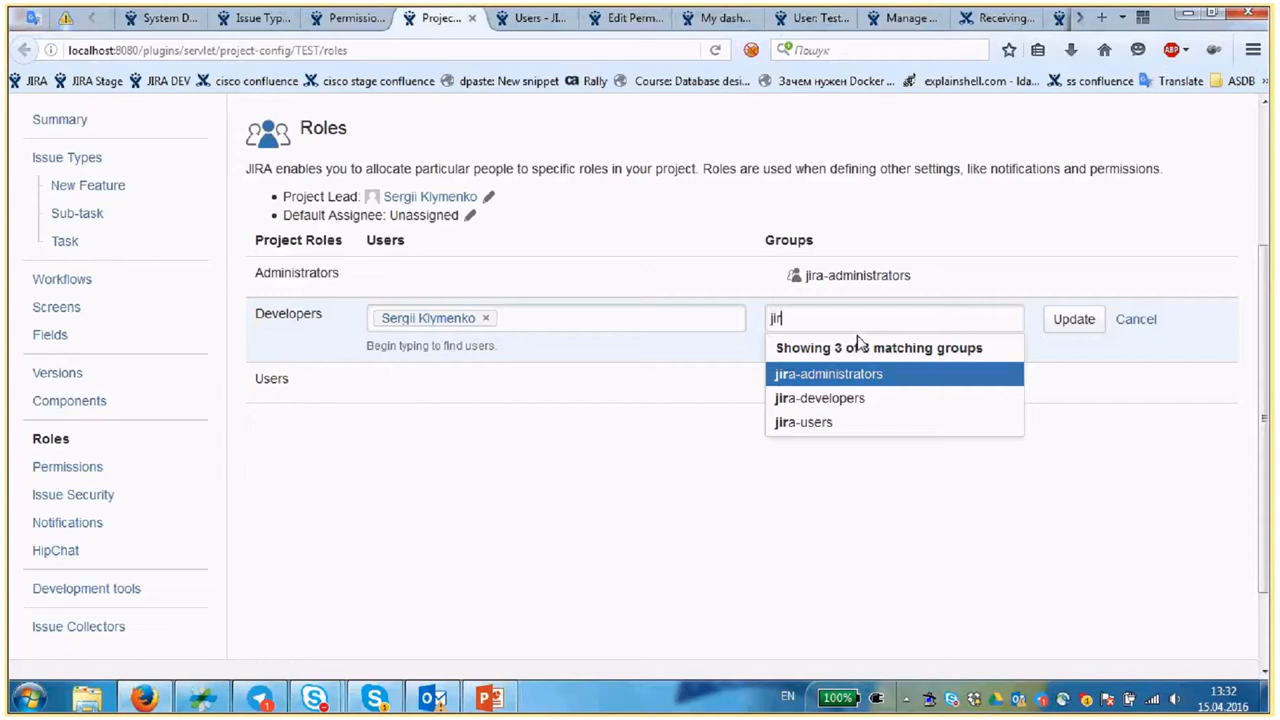 System D...
Issue Typ...
Permissio...
Projec...
Users - JI...
Edit Perm...
My dash...
User: Test...
Manage ...
Receiving...
localhost:8080/plugins/servlet/project-config/TEST/roles
Пошук
ABP
JIRA
JIRA Stage
JIRA DEV
cisco confluence
cisco stage confluence
dpaste: New snippet
ca Rally
Course: Database desi...
Зачем нужен Docker ...
explainshell.com - Ida...
ss confluence
Translate
ASDB
Summary
Issue Types
New Feature
Sub-task
Task
Workflows
Screens
Fields
Versions
Components
Roles
Permissions
Issue Security
Notifications
HipChat
Development tools
Issue Collectors
Roles
JIRA enables you to allocate particular people to specific roles in your project. Roles are used when defining other settings, like notifications and permissions.
Project Lead: Sergii Klymenko
Default Assignee: Unassigned
Project Roles Users Groups
Administrators jira-administrators
Developers Sergii Klymenko × jir Update Cancel
Begin typing to find users.
Showing 3 of 3 matching groups
jira-administrators
jira-developers
jira-users
Users
EN
100%
13:32
15.04.2016